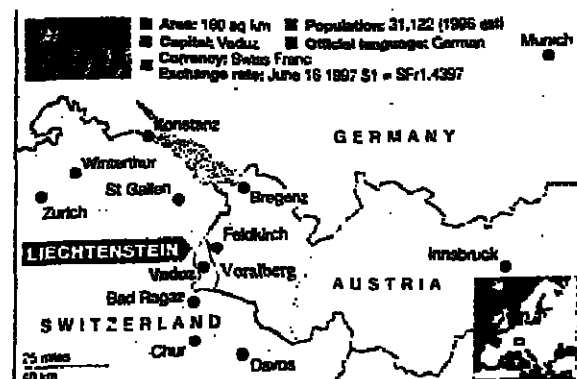 Area: 160 sq km
Population: 31,122 (1996 est)
Capital: Vaduz
Official language: German
Currency: Swiss Franc
Exchange rate: June 16 1997 $1 = SFr1.4397
Munich
Konstanz
GERMANY
Winterthur
St Gallen
Bregenz
Zurich
Feldkirch
LIECHTENSTEIN
Innsbruck
Vaduz
Voralberg
AUSTRIA
Bad Ragaz
SWITZERLAND
Chur
Davos
25 miles
40 km